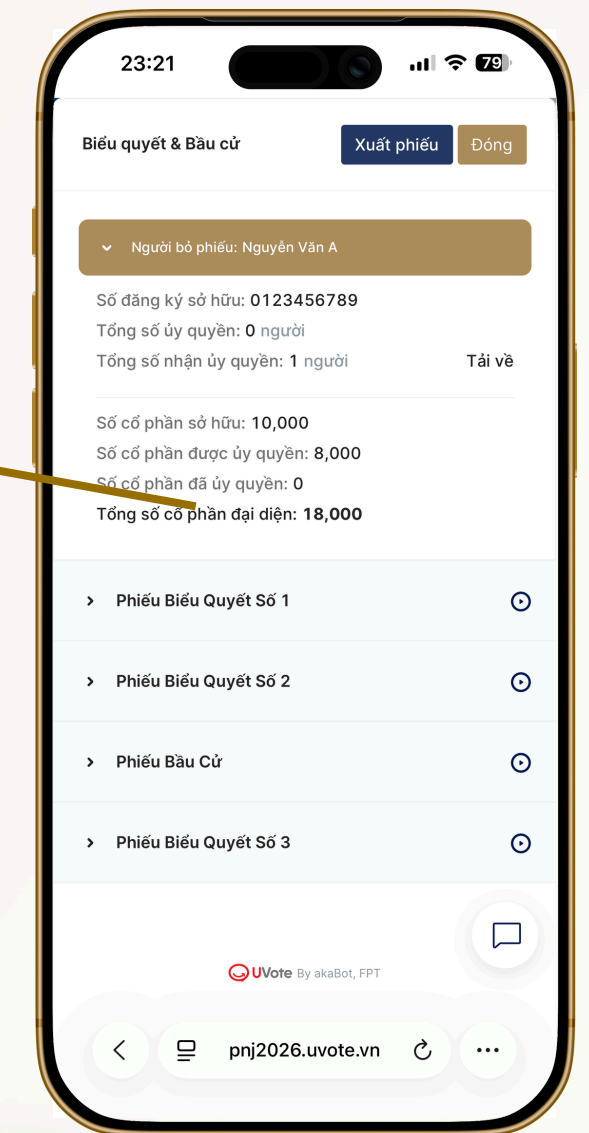 23:21
79
Biểu quyết & Bầu cử
Xuất phiếu
Đóng
Người bỏ phiếu: Nguyễn Văn A
Số đăng ký sở hữu: 0123456789
Tổng số ủy quyền: 0 người
Tổng số nhận ủy quyền: 1 người
Tải về
Số cổ phần sở hữu: 10,000
Số cổ phần được ủy quyền: 8,000
Số cổ phần đã ủy quyền: 0
Tổng số cổ phần đại diện: 18,000
Phiếu Biểu Quyết Số 1
Phiếu Biểu Quyết Số 2
Phiếu Bầu Cử
Phiếu Biểu Quyết Số 3
UVote By akaBot, FPT
pnj2026.uvote.vn